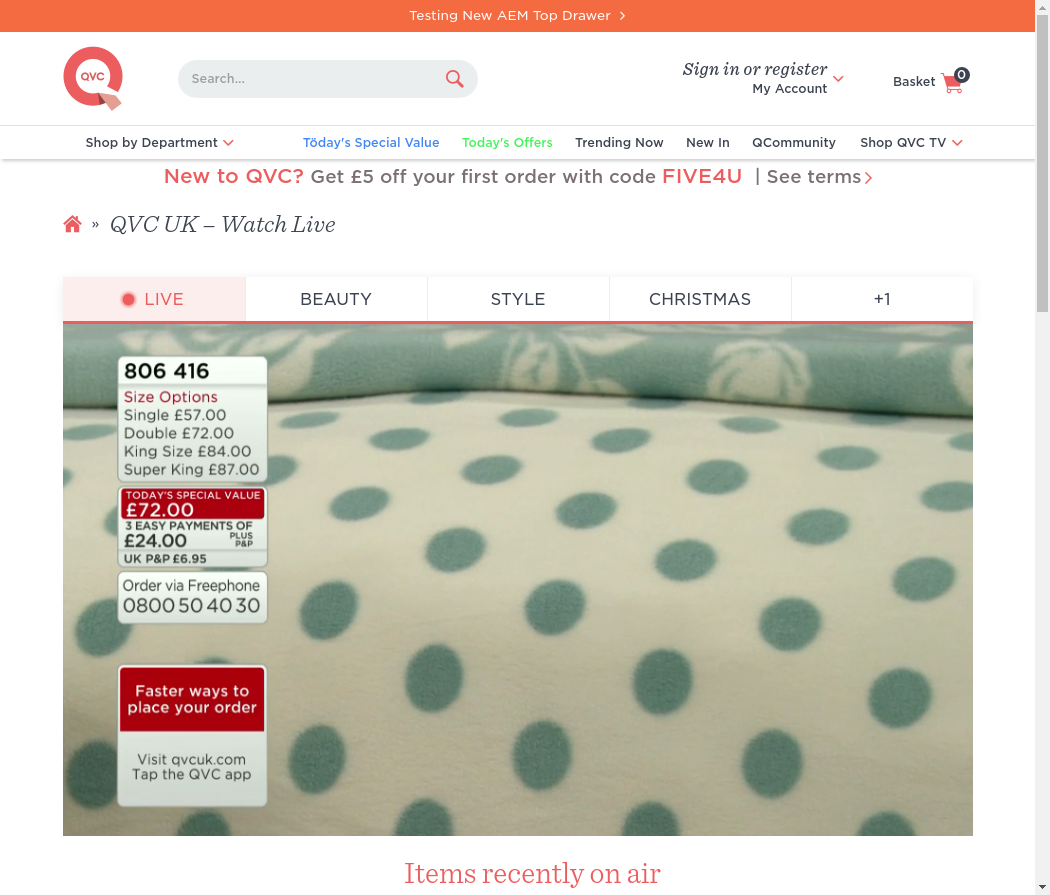 Testing New AEM Top Drawer
QVC
Search...
Sign in or register
My Account
Basket
0
Shop by Department
Töday's Special Value
Today's Offers
Trending Now
New In
QCommunity
Shop QVC TV
New to QVC? Get £5 off your first order with code FIVE4U | See terms
» QVC UK – Watch Live
LIVE
BEAUTY
STYLE
CHRISTMAS
+1
806 416
Size Options
Single £57.00
Double £72.00
King Size £84.00
Super King £87.00
TODAY'S SPECIAL VALUE
£72.00
3 EASY PAYMENTS OF
£24.00 PLUS P&P
UK P&P £6.95
Order via Freephone
0800 50 40 30
Faster ways to
place your order
Visit qvcuk.com
Tap the QVC app
Items recently on air